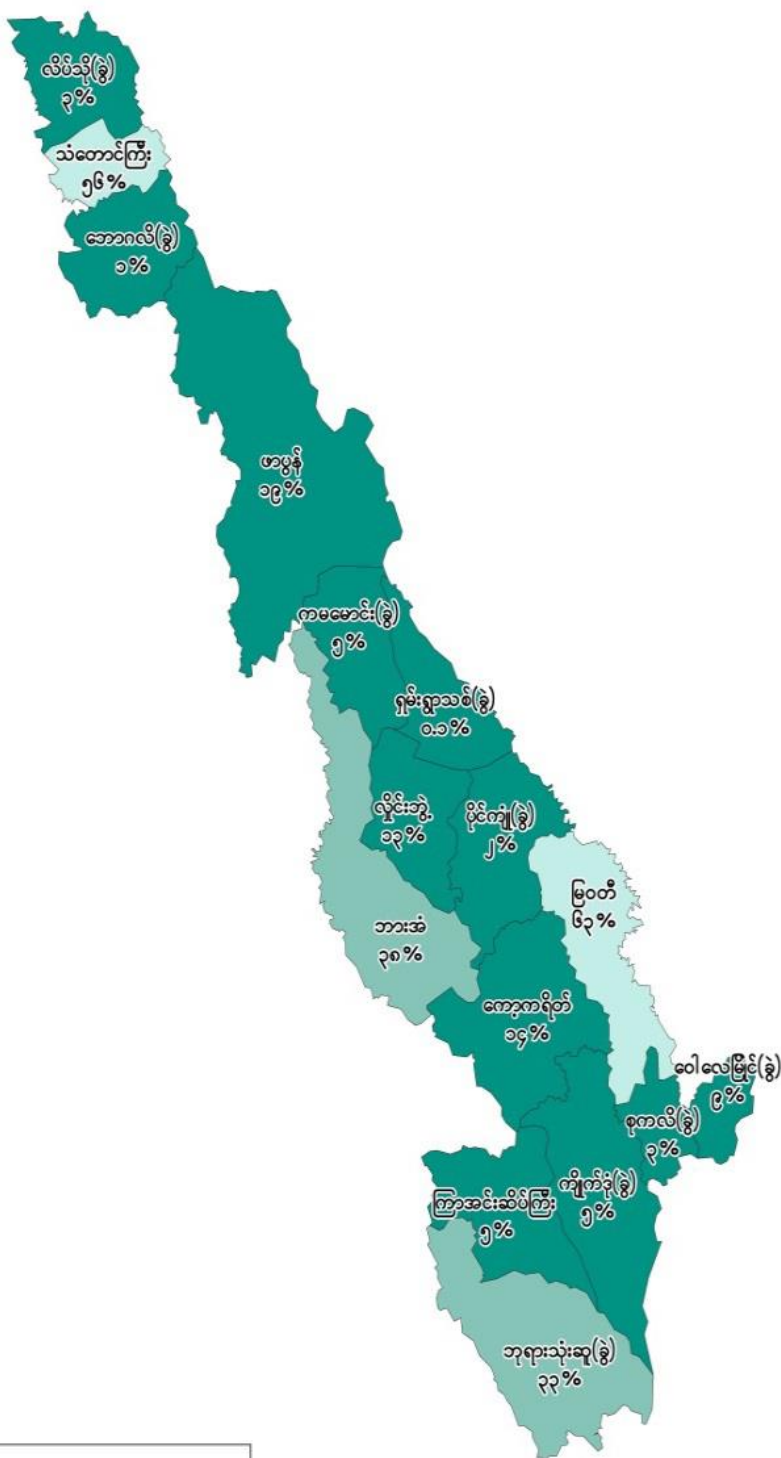 လိပ်သို(ခွဲ)
၃%
သံတောင်ကြီး
၅၆%
ဘောဂလိ(ခွဲ)
၁%
ဖာပွန်
၁၉%
ကမမောင်း(ခွဲ)
၅%
ရှမ်းရွာသစ်(ခွဲ)
၀.၁%
လှိုင်းဘွဲ့
၁၃%
ပိုင်ကျုံ(ခွဲ)
၂%
မြဝတီ
၆၃%
ဘားအံ
၃၈%
ကော့ကရိတ်
၁၄%
ဝေါလေမြိုင်(ခွဲ)
၉%
စုကလိ(ခွဲ)
၃%
ကျိုက်ဒုံ(ခွဲ)
၅%
ကြာအင်းဆိပ်ကြီး
၅%
ဘုရားသုံးဆူ(ခွဲ)
၃၃%